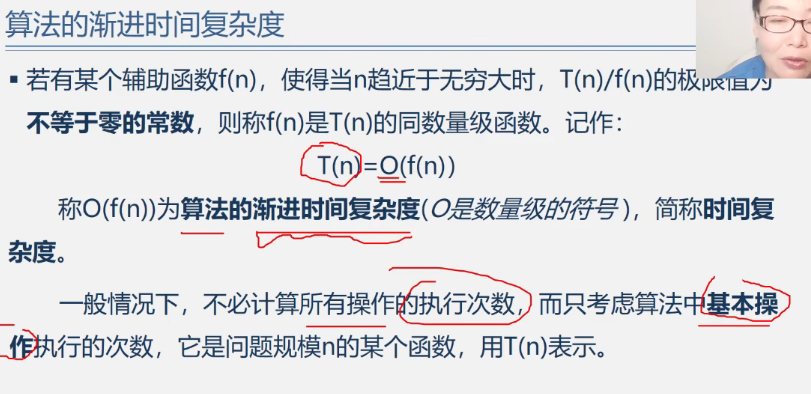 算法的渐进时间复杂度
▪ 若有某个辅助函数f(n)，使得当n趋近于无穷大时，T(n)/f(n)的极限值为
不等于零的常数，则称f(n)是T(n)的同数量级函数。记作：
T(n)=O(f(n))
称O(f(n))为算法的渐进时间复杂度(O是数量级的符号 )，简称时间复
杂度。
一般情况下，不必计算所有操作的执行次数，而只考虑算法中基本操
作执行的次数，它是问题规模n的某个函数，用T(n)表示。